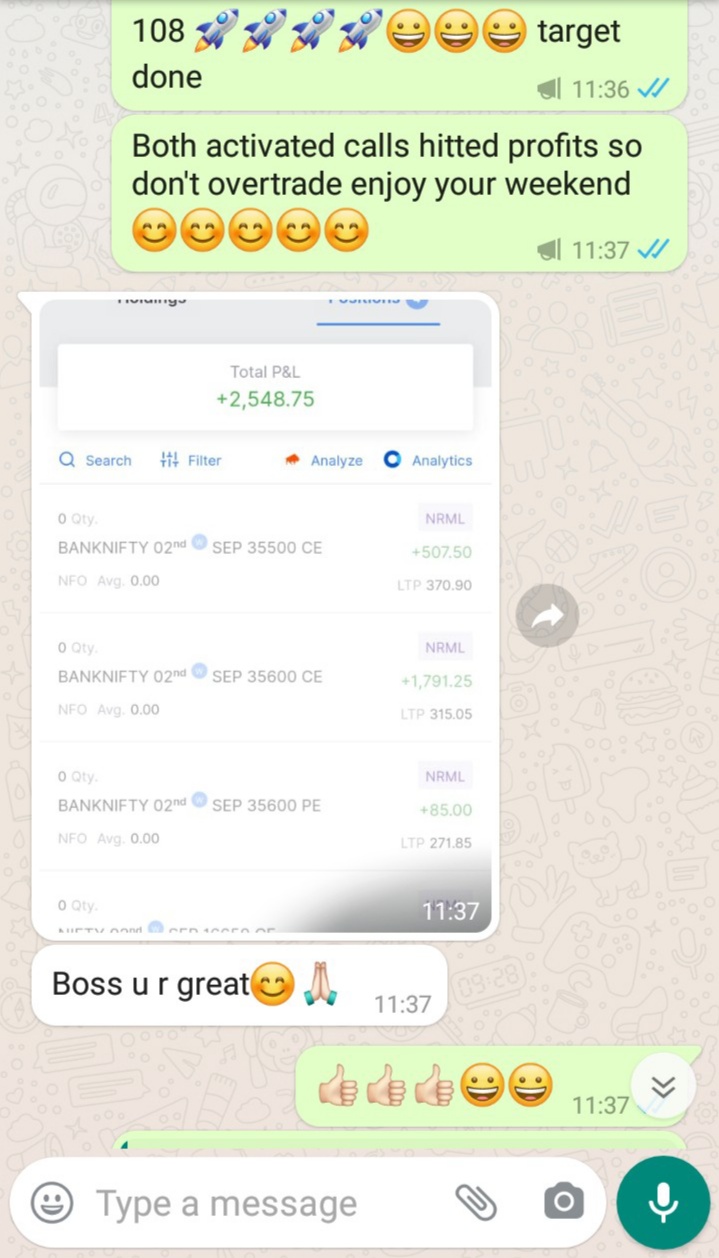 108 🚀🚀🚀🚀😀😀😀 target
done
11:36
Both activated calls hitted profits so
don't overtrade enjoy your weekend
😊😊😊😊😊
11:37
Holdings Positions
Total P&L
+2,548.75
Search Filter Analyze Analytics
0 Qty. NRML
BANKNIFTY 02nd W SEP 35500 CE +507.50
NFO Avg. 0.00 LTP 370.90
0 Qty. NRML
BANKNIFTY 02nd W SEP 35600 CE +1,791.25
NFO Avg. 0.00 LTP 315.05
0 Qty. NRML
BANKNIFTY 02nd W SEP 35600 PE +85.00
NFO Avg. 0.00 LTP 271.85
0 Qty. NRML
11:37
Boss u r great😊🙏🏻
11:37
👍🏻👍🏻👍🏻😀😀
11:37
Type a message